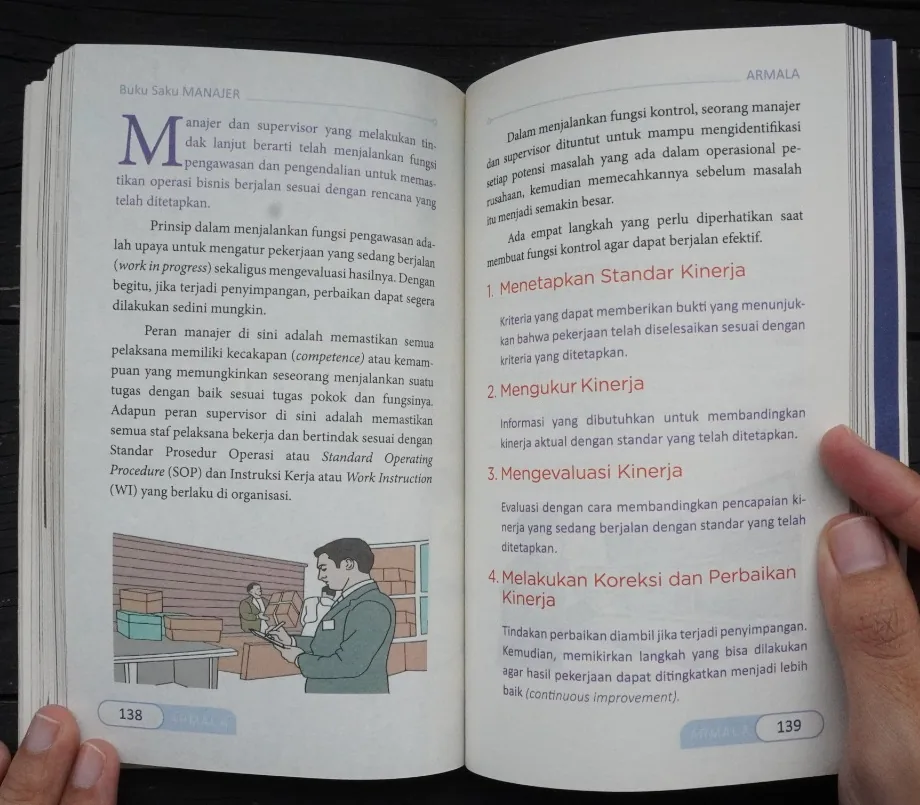 Buku Saku MANAJER
Manajer dan supervisor yang melakukan tin-
dak lanjut berarti telah menjalankan fungsi
pengawasan dan pengendalian untuk memas-
tikan operasi bisnis berjalan sesuai dengan rencana yang
telah ditetapkan.
Prinsip dalam menjalankan fungsi pengawasan ada-
lah upaya untuk mengatur pekerjaan yang sedang berjalan
(work in progress) sekaligus mengevaluasi hasilnya. Dengan
begitu, jika terjadi penyimpangan, perbaikan dapat segera
dilakukan sedini mungkin.
Peran manajer di sini adalah memastikan semua
pelaksana memiliki kecakapan (competence) atau kemam-
puan yang memungkinkan seseorang menjalankan suatu
tugas dengan baik sesuai tugas pokok dan fungsinya.
Adapun peran supervisor di sini adalah memastikan
semua staf pelaksana bekerja dan bertindak sesuai dengan
Standar Prosedur Operasi atau Standard Operating
Procedure (SOP) dan Instruksi Kerja atau Work Instruction
(WI) yang berlaku di organisasi.
138 ARMALA
ARMALA
Dalam menjalankan fungsi kontrol, seorang manajer
dan supervisor dituntut untuk mampu mengidentifikasi
setiap potensi masalah yang ada dalam operasional pe-
rusahaan, kemudian memecahkannya sebelum masalah
itu menjadi semakin besar.
Ada empat langkah yang perlu diperhatikan saat
membuat fungsi kontrol agar dapat berjalan efektif.
1. Menetapkan Standar Kinerja
Kriteria yang dapat memberikan bukti yang menunjuk-
kan bahwa pekerjaan telah diselesaikan sesuai dengan
kriteria yang ditetapkan.
2. Mengukur Kinerja
Informasi yang dibutuhkan untuk membandingkan
kinerja aktual dengan standar yang telah ditetapkan.
3. Mengevaluasi Kinerja
Evaluasi dengan cara membandingkan pencapaian ki-
nerja yang sedang berjalan dengan standar yang telah
ditetapkan.
4. Melakukan Koreksi dan Perbaikan
Kinerja
Tindakan perbaikan diambil jika terjadi penyimpangan.
Kemudian, memikirkan langkah yang bisa dilakukan
agar hasil pekerjaan dapat ditingkatkan menjadi lebih
baik (continuous improvement).
ARMALA 139